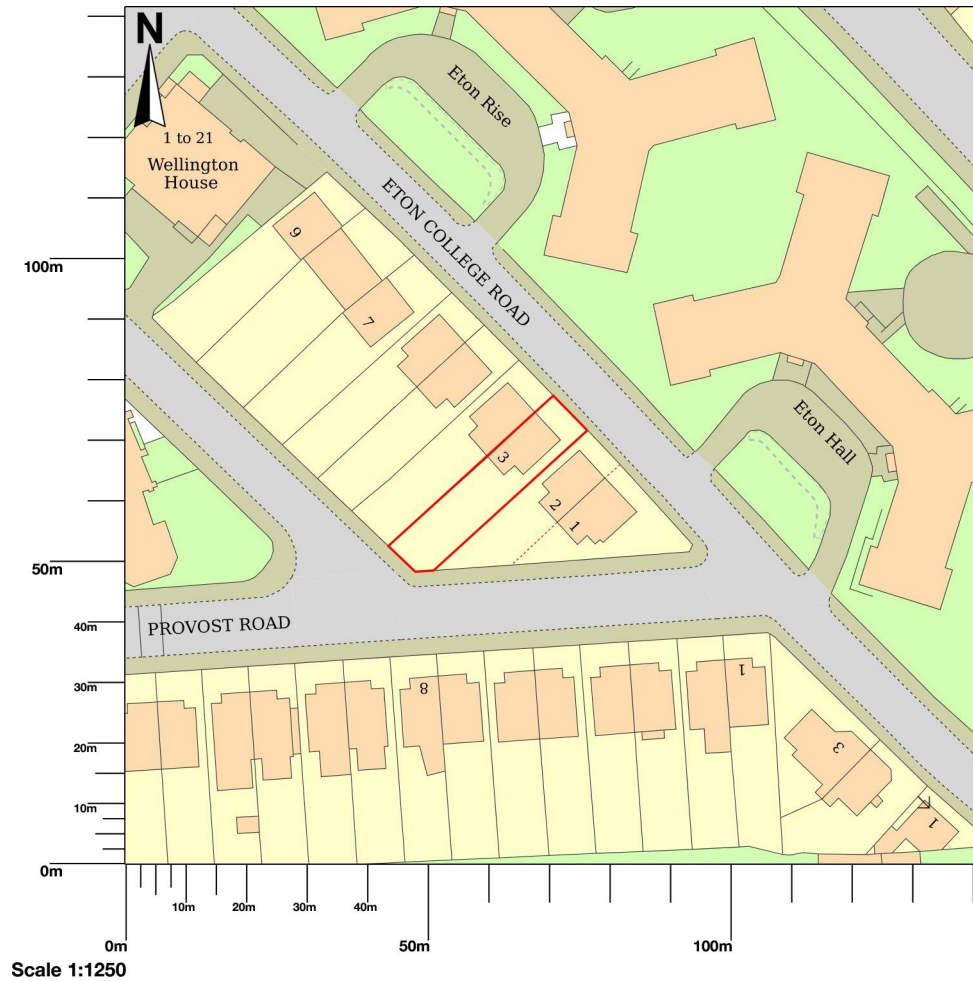 N
Eton Rise
1 to 21
Wellington
House
ETON COLLEGE ROAD
9
7
100m
3
2
1
Eton Hall
50m
40m
PROVOST ROAD
30m
8
1
20m
3
10m
1
0m
10m
20m
30m
40m
0m
50m
100m
Scale 1:1250